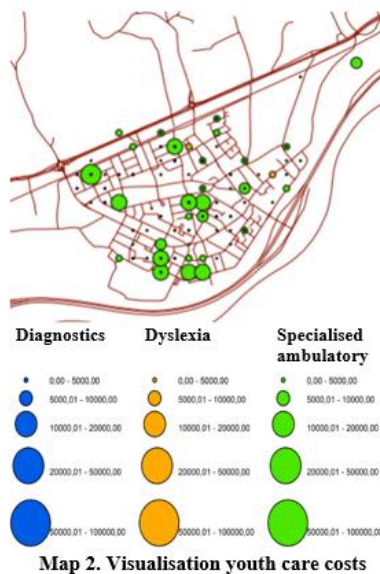 Diagnostics Dyslexia Specialised
ambulatory
0,00 - 5000,00 0,00 - 5000,00 0,00 - 5000,00
5000,01 - 10000,00 5000,01 - 10000,00 5000,01 - 10000,00
10000,01 - 20000,00 10000,01 - 20000,00 10000,01 - 20000,00
20000,01 - 50000,00 20000,01 - 50000,00 20000,01 - 50000,00
50000,01 - 100000,00 50000,01 - 100000,00 50000,01 - 100000,00
Map 2. Visualisation youth care costs